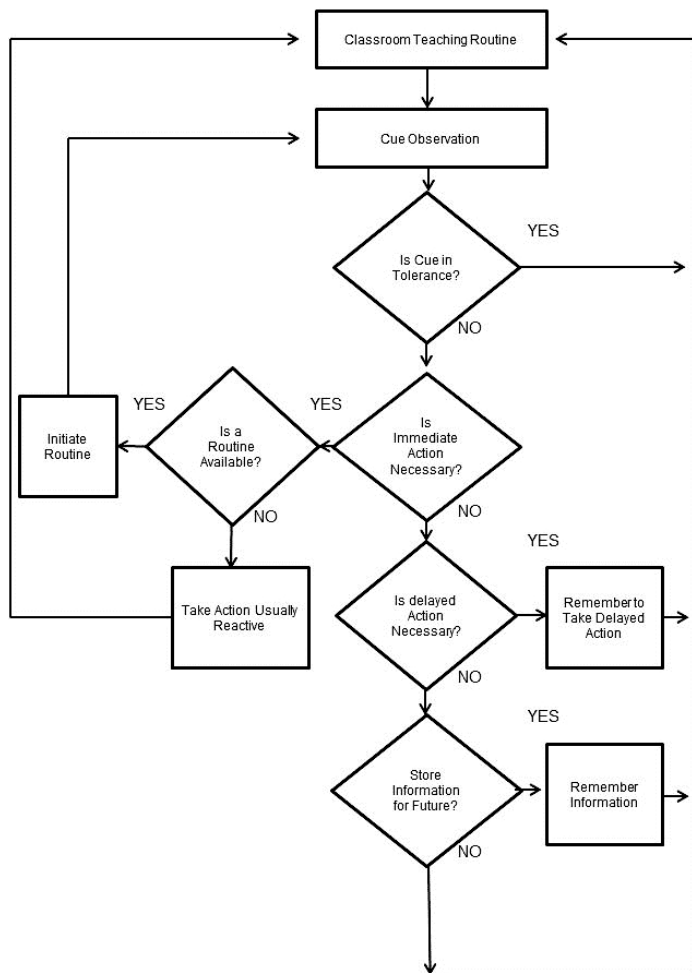 Classroom Teaching Routine
Cue Observation
YES
Is Cue in
Tolerance?
NO
YES
YES
Initiate
Routine
Is a
Routine
Available?
Is
Immediate
Action
Necessary?
NO
NO
YES
Take Action Usually
Reactive
Is delayed
Action
Necessary?
Remember to
Take Delayed
Action
NO
YES
Store
Information
for Future?
Remember
Information
NO